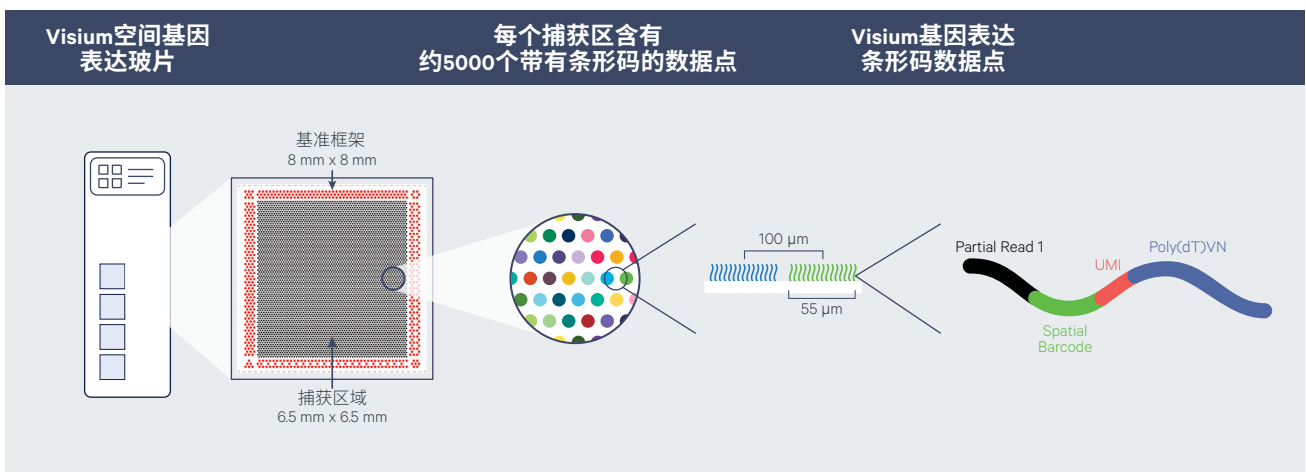 Visium空间基因
表达玻片
每个捕获区含有
约5000个带有条形码的数据点
Visium基因表达
条形码数据点
基准框架
8 mm x 8 mm
捕获区域
6.5 mm x 6.5 mm
100 µm
55 µm
Partial Read 1
Spatial
Barcode
UMI
Poly(dT)VN